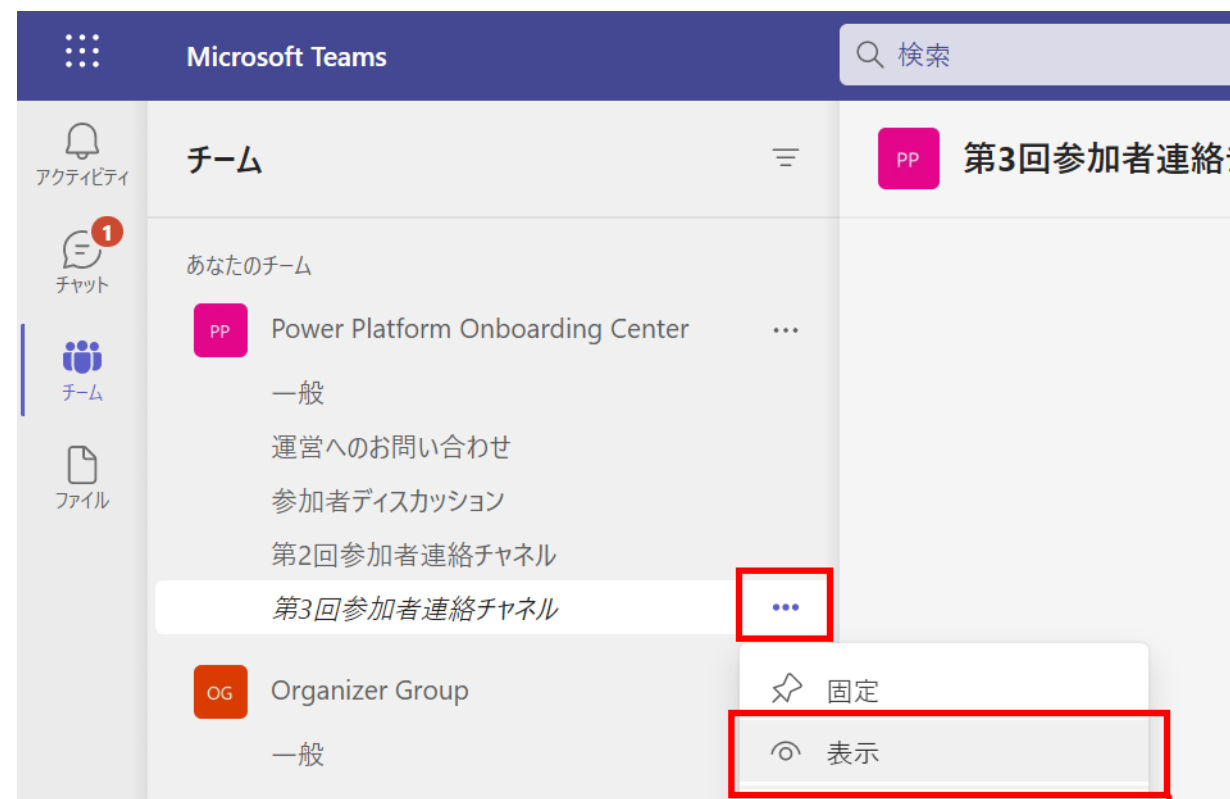 Microsoft Teams
検索
アクティビティ
チャット
1
チーム
ファイル
チーム
あなたのチーム
PP Power Platform Onboarding Center
一般
運営へのお問い合わせ
参加者ディスカッション
第2回参加者連絡チャネル
第3回参加者連絡チャネル
OG Organizer Group
一般
固定
表示
PP 第3回参加者連絡